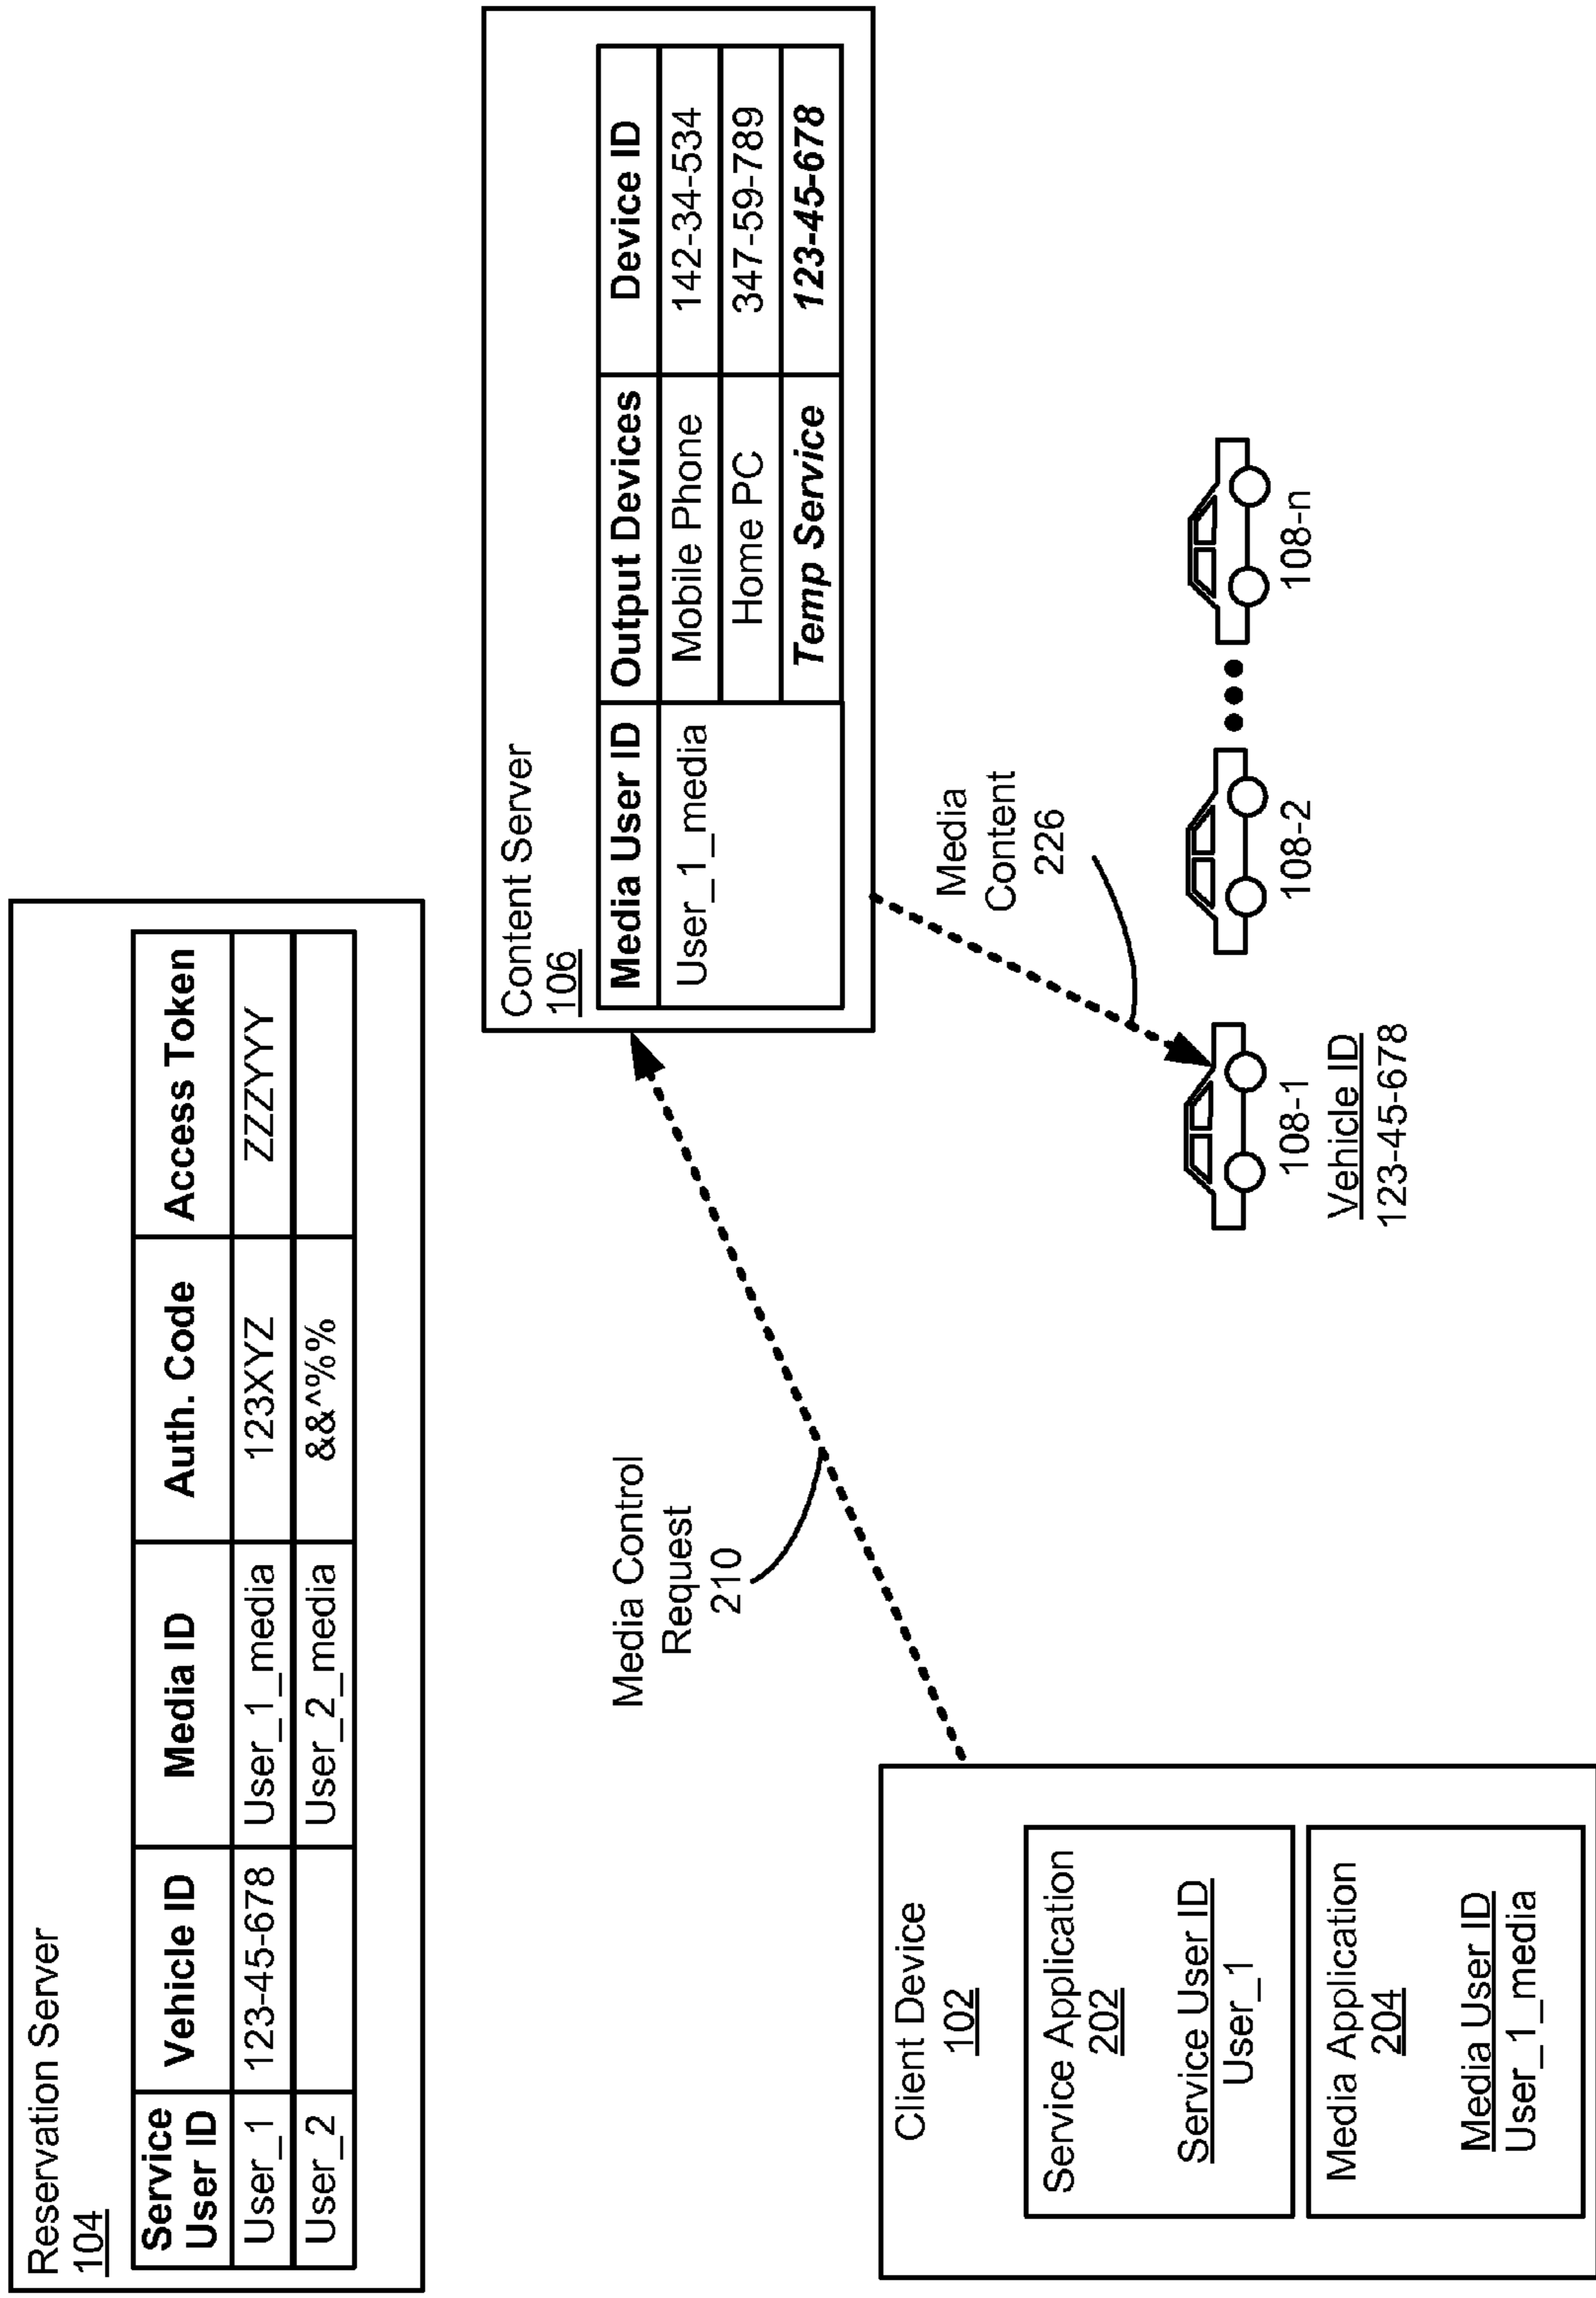 Reservation Server
104
Service User ID Vehicle ID Media ID Auth. Code Access Token
User_1 123-45-678 User_1_media 123XYZ ZZZYYY
User_2 User_2_media &&^%%
Content Server
106
Media User ID Output Devices Device ID
User_1_media Mobile Phone 142-34-534
Home PC 347-59-789
Temp Service 123-45-678
Media Control
Request
210
Media
Content
226
Client Device
102
Service Application
202
Service User ID
User_1
Media Application
204
Media User ID
User_1_media
108-1 108-2 108-n
Vehicle ID
123-45-678